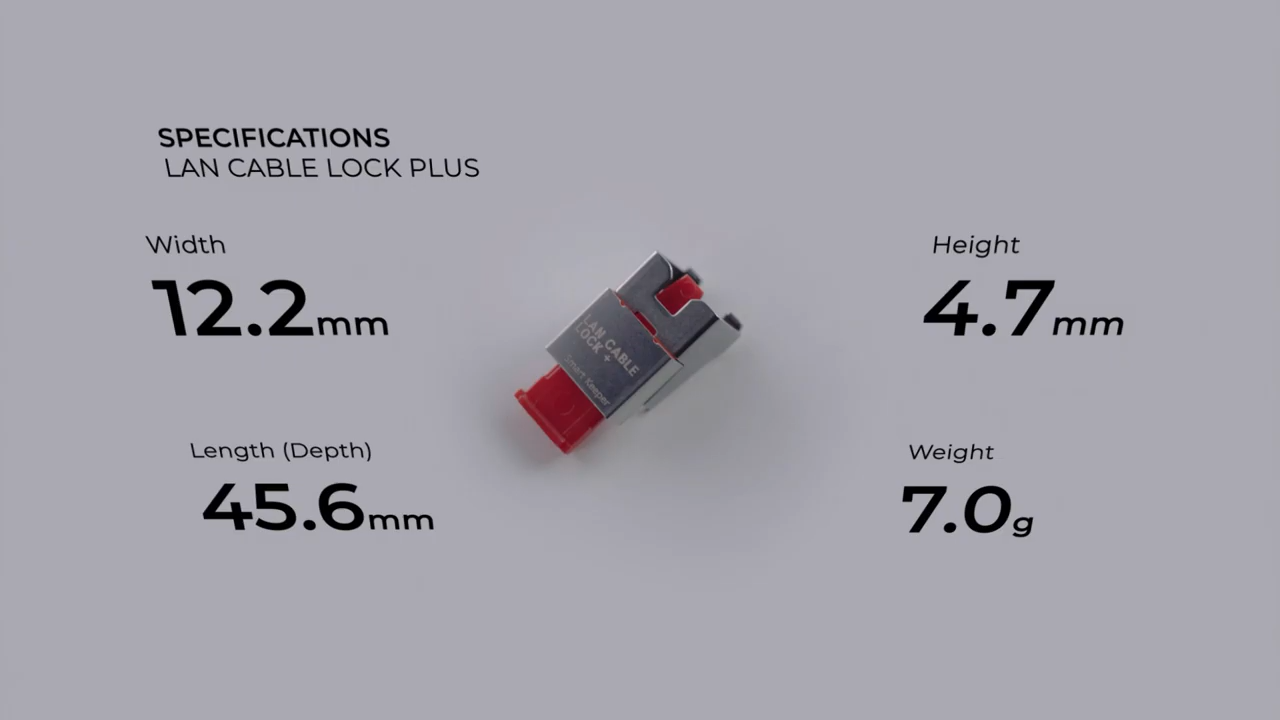 SPECIFICATIONS
LAN CABLE LOCK PLUS
Width
12.2mm
Height
4.7mm
Length (Depth)
45.6mm
Weight
7.0g
LAN CABLE
LOCK +
Smart Keeper